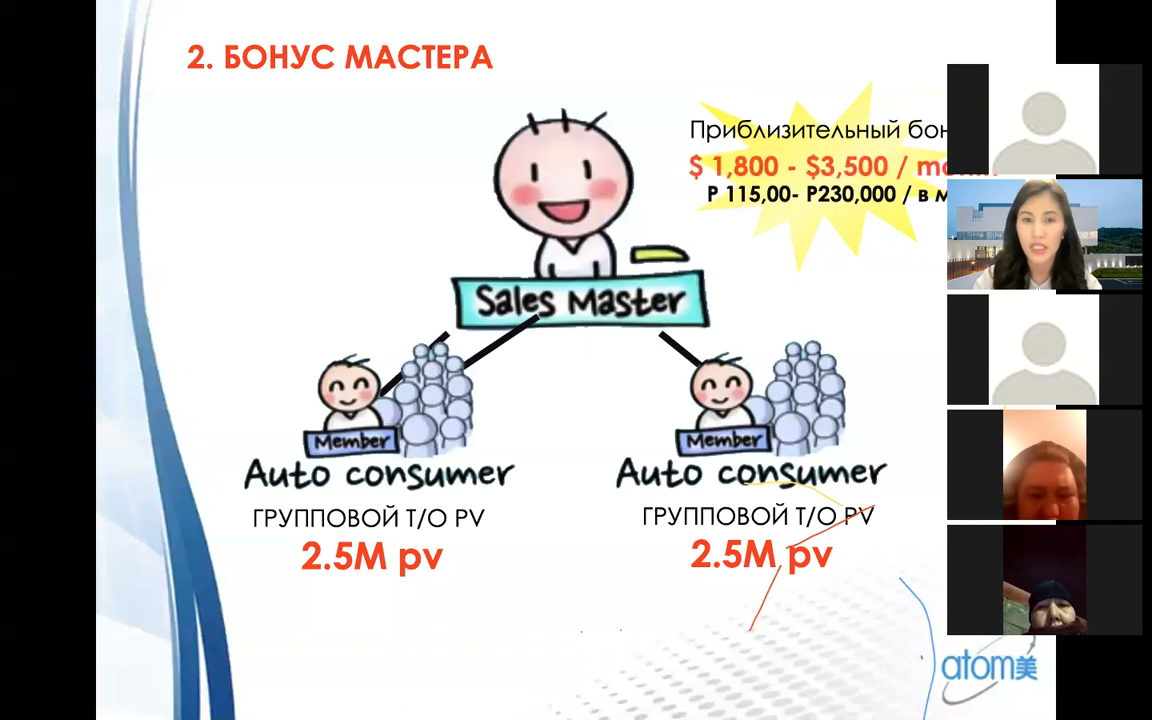 2. БОНУС МАСТЕРА
Приблизительный
$ 1,800 - $3,500 /
Р 115,00- Р230,000 / в
Sales Master
Member
Member
Auto consumer
Auto consumer
ГРУППОВОЙ Т/О PV
ГРУППОВОЙ Т/О PV
2.5M pv
2.5M pv
atom美